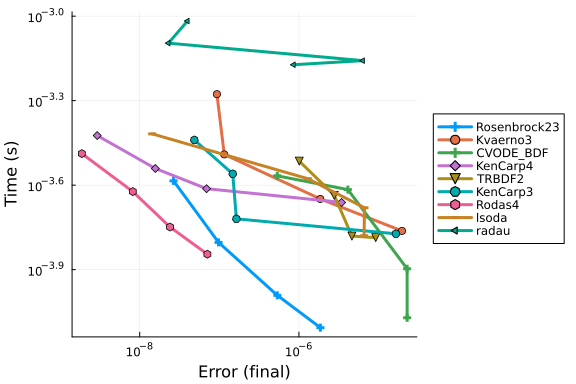 Time (s)
10^-3.0
10^-3.3
10^-3.6
10^-3.9
10^-8
10^-6
Error (final)
Rosenbrock23
Kvaerno3
CVODE_BDF
KenCarp4
TRBDF2
KenCarp3
Rodas4
lsoda
radau